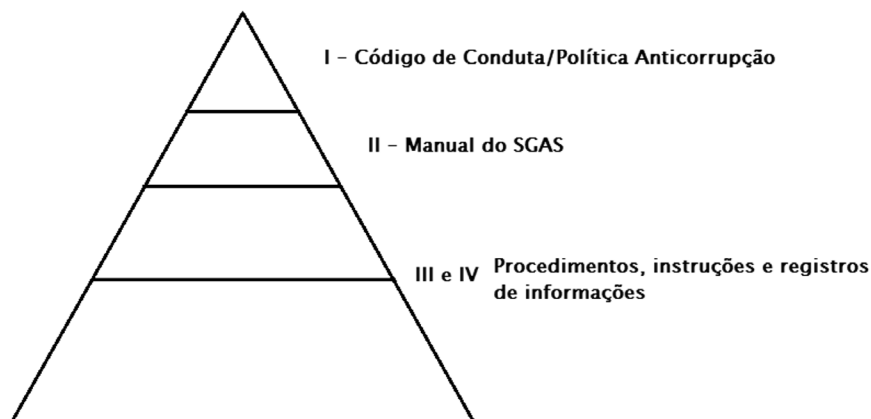 I – Código de Conduta/Política Anticorrupção
II – Manual do SGAS
III e IV Procedimentos, instruções e registros
de informações